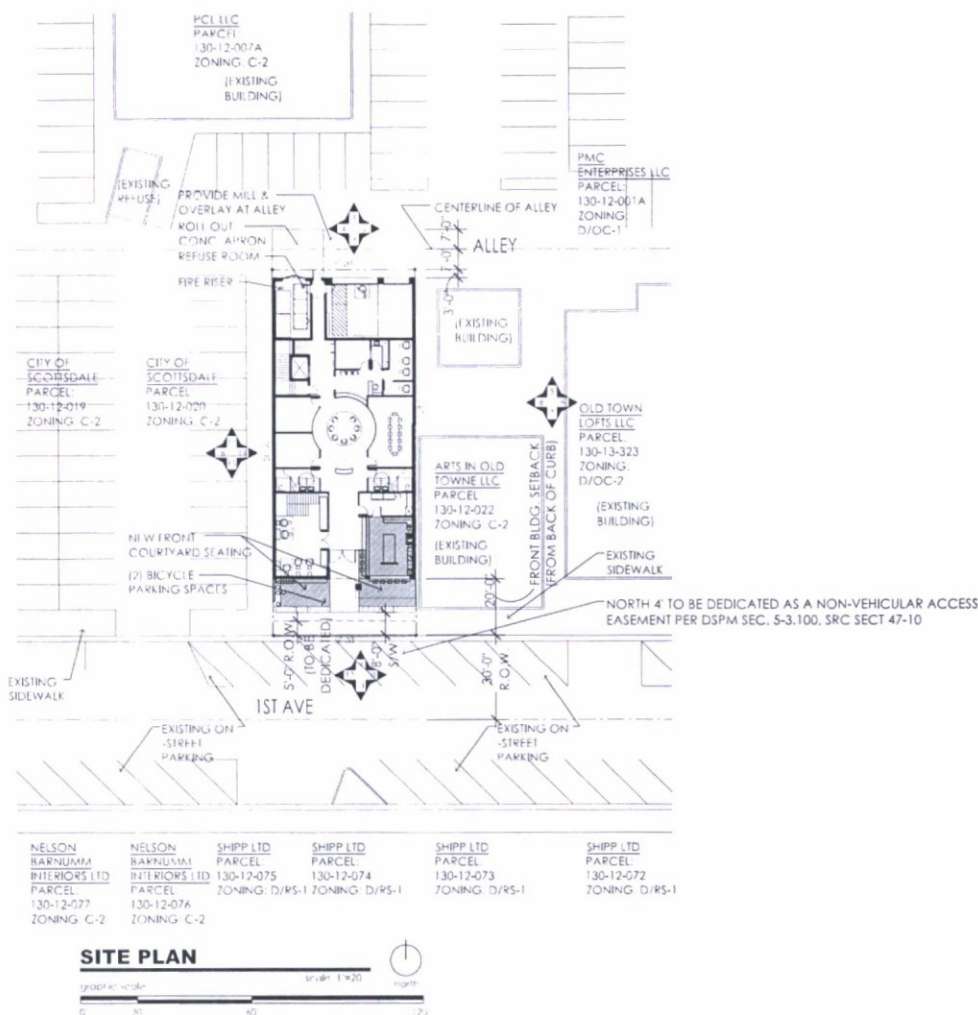 PCL LLC
PARCEL:
130-12-007A
ZONING: C-2
(EXISTING
BUILDING)
(EXISTING
REFUSE)
PROVIDE MILL &
OVERLAY AT ALLEY
ROLL OUT
CONC. APRON
REFUSE ROOM
FIRE RISER
CENTERLINE OF ALLEY
7'-0"
ALLEY
3'-0"
PMC
ENTERPRISES LLC
PARCEL:
130-12-001A
ZONING:
D/OC-1
(EXISTING
BUILDING)
CITY OF
SCOTTSDALE
PARCEL:
130-12-019
ZONING: C-2
CITY OF
SCOTTSDALE
PARCEL
130-12-020
ZONING: C-2
ARTS IN OLD
TOWNE LLC
PARCEL
130-12-022
ZONING: C-2
(EXISTING
BUILDING)
FRONT BLDG. SETBACK
(FROM BACK OF CURB)
20'-0"
OLD TOWN
LOFTS LLC
PARCEL:
130-13-323
ZONING:
D/OC-2
(EXISTING
BUILDING)
NEW FRONT
COURTYARD SEATING
(2) BICYCLE
PARKING SPACES
EXISTING
SIDEWALK
NORTH 4' TO BE DEDICATED AS A NON-VEHICULAR ACCESS
EASEMENT PER DSPM SEC. 5-3.100, SRC SECT 47-10
5'-0" R.O.W.
(TO BE
DEDICATED)
8'-0"
S/W
30'-0"
R.O.W
EXISTING
SIDEWALK
1ST AVE
EXISTING ON
-STREET
PARKING
EXISTING ON
-STREET
PARKING
NELSON
BARNUMM
INTERIORS LTD
PARCEL:
130-12-077
ZONING: C-2
NELSON
BARNUMM
INTERIORS LTD
PARCEL
130-12-076
ZONING: C-2
SHIPP LTD
PARCEL:
130-12-075
ZONING: D/RS-1
SHIPP LTD
PARCEL:
130-12-074
ZONING: D/RS-1
SHIPP LTD
PARCEL:
130-12-073
ZONING: D/RS-1
SHIPP LTD
PARCEL:
130-12-072
ZONING: D/RS-1
SITE PLAN
scale: 1"=20
north
graphic scale
0